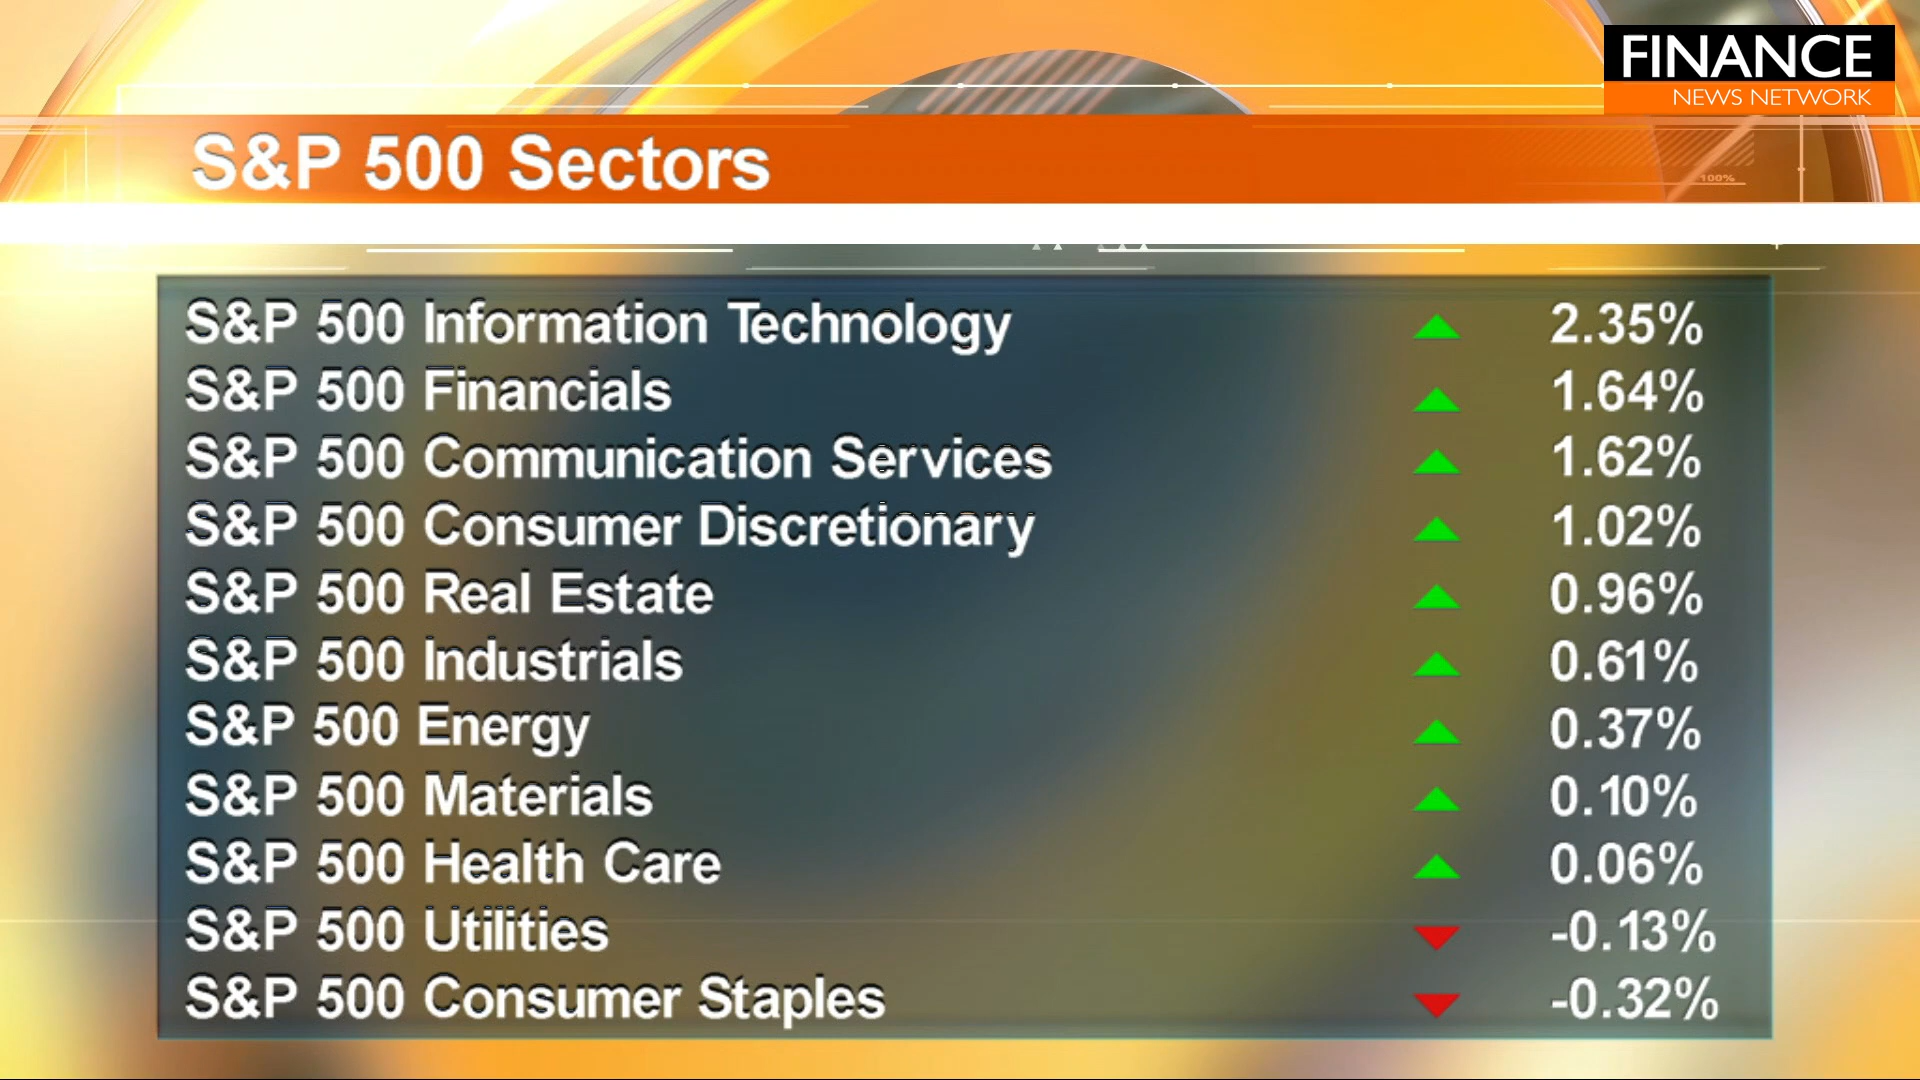 FINANCE
NEWS NETWORK
S&P 500 Sectors
100%
S&P 500 Information Technology 2.35%
S&P 500 Financials 1.64%
S&P 500 Communication Services 1.62%
S&P 500 Consumer Discretionary 1.02%
S&P 500 Real Estate 0.96%
S&P 500 Industrials 0.61%
S&P 500 Energy 0.37%
S&P 500 Materials 0.10%
S&P 500 Health Care 0.06%
S&P 500 Utilities -0.13%
S&P 500 Consumer Staples -0.32%